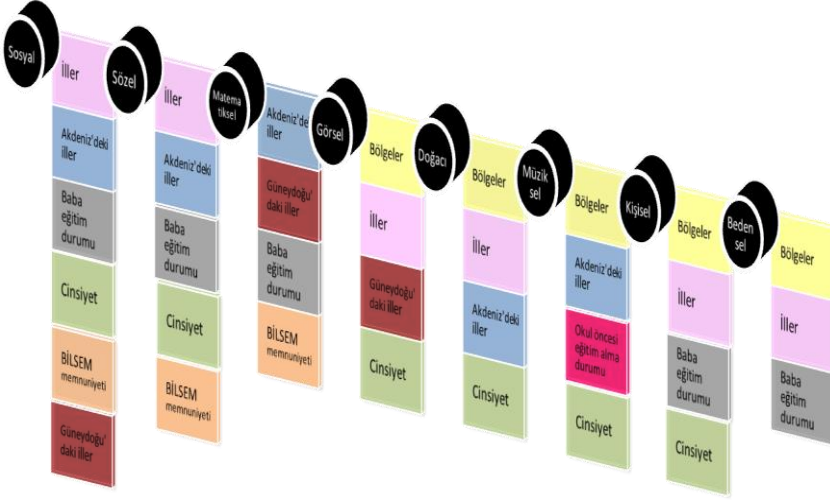 Sosyal
İller
Akdeniz'deki
iller
Baba
eğitim
durumu
Cinsiyet
BİLSEM
memnuniyeti
Güneydoğu'
daki iller
Sözel
İller
Akdeniz'deki
iller
Baba
eğitim
durumu
Cinsiyet
BİLSEM
memnuniyeti
Matema
tiksel
Akdeniz'de
iller
Güneydoğu'
daki iller
Baba
eğitim
durumu
BİLSEM
memnuniyeti
Görsel
Bölgeler
İller
Güneydoğu'
daki iller
Cinsiyet
Doğacı
Bölgeler
İller
Akdeniz'deki
iller
Cinsiyet
Müzik
sel
Bölgeler
Akdeniz'deki
iller
Okul öncesi
eğitim alma
durumu
Cinsiyet
Kişisel
Bölgeler
İller
Baba
eğitim
durumu
Cinsiyet
Beden
sel
Bölgeler
İller
Baba
eğitim
durumu